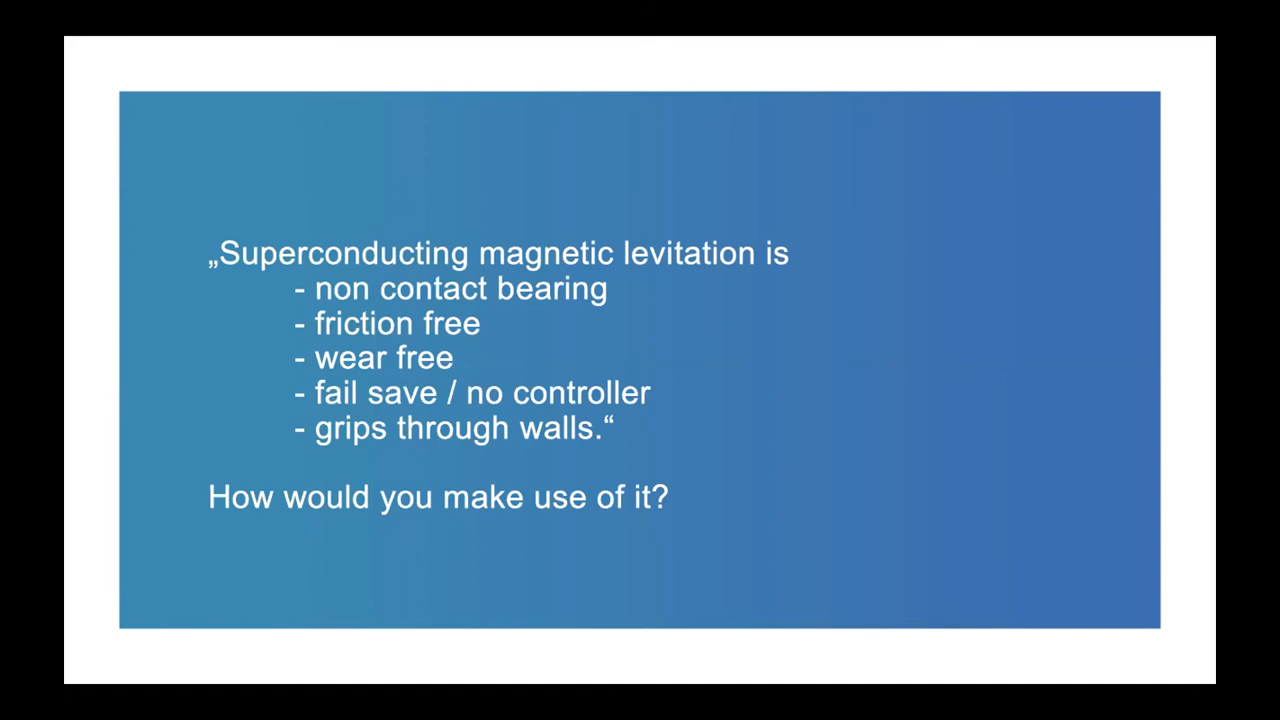 „Superconducting magnetic levitation is
- non contact bearing
- friction free
- wear free
- fail save / no controller
- grips through walls.“
How would you make use of it?